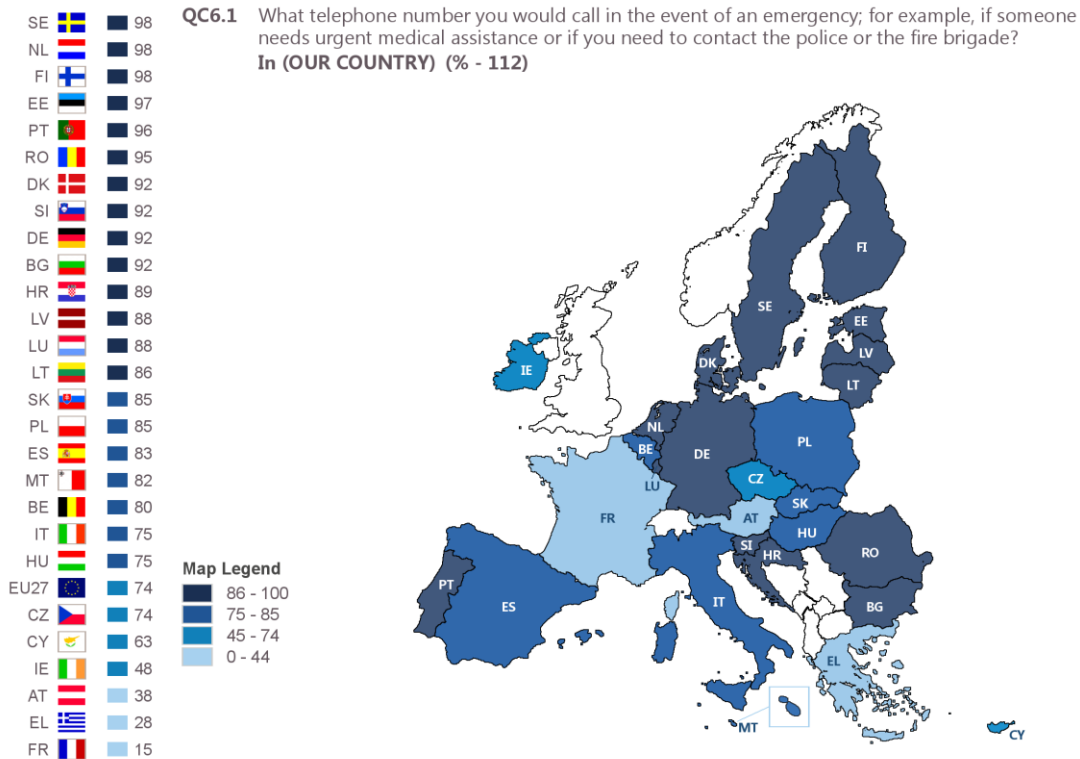 QC6.1 What telephone number you would call in the event of an emergency; for example, if someone
needs urgent medical assistance or if you need to contact the police or the fire brigade?
In (OUR COUNTRY) (% - 112)
SE 98
NL 98
FI 98
EE 97
PT 96
RO 95
DK 92
SI 92
DE 92
BG 92
HR 89
LV 88
LU 88
LT 86
SK 85
PL 85
ES 83
MT 82
BE 80
IT 75
HU 75
EU27 74
CZ 74
CY 63
IE 48
AT 38
EL 28
FR 15
Map Legend
86 - 100
75 - 85
45 - 74
0 - 44
FI
SE
EE
LV
LT
DK
IE
NL
BE
LU
DE
PL
CZ
SK
AT
HU
FR
SI
HR
RO
BG
PT
ES
IT
EL
MT
CY